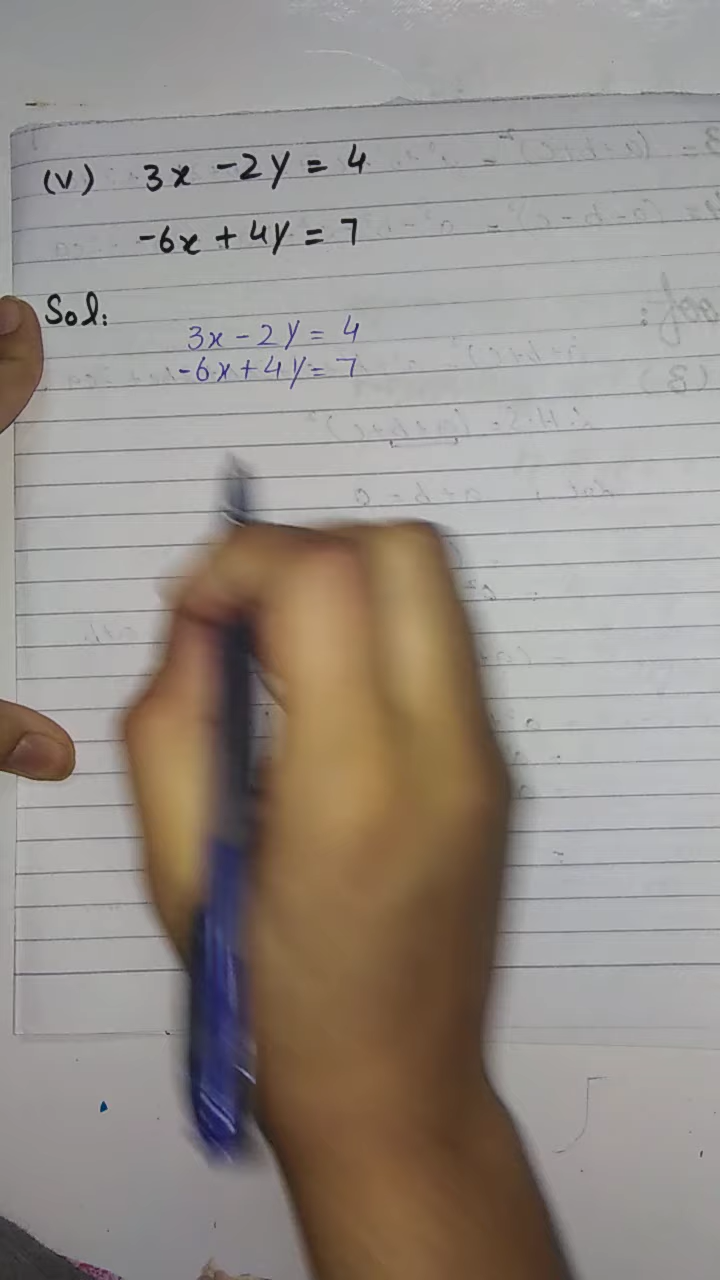 (v) 3x - 2y = 4
-6x + 4y = 7
Sol:
3x - 2y = 4
-6x + 4y = 7